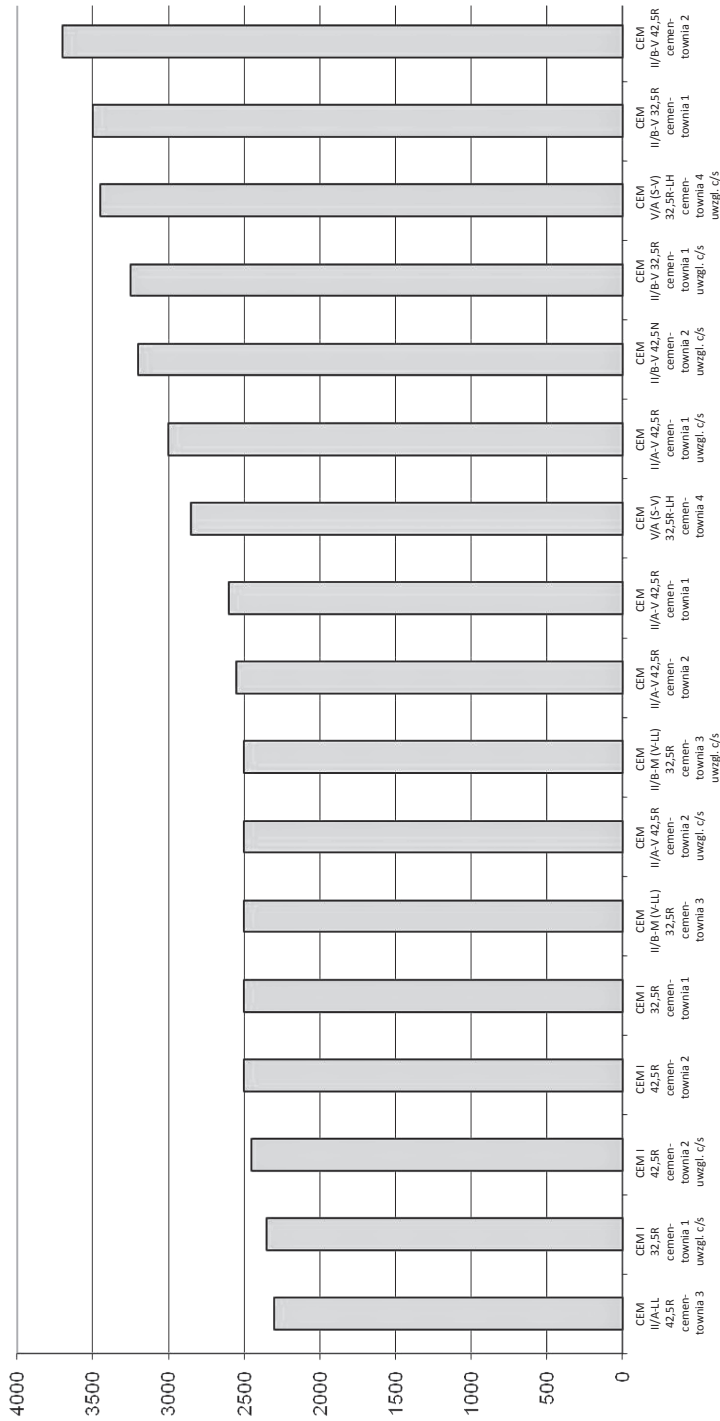 4000
3500
3000
2500
2000
1500
1000
500
0
CEM
II/A-LL
42,5R
cemen-
townia 3
CEM I
32,5R
cemen-
townia 1
uwzgl. c/s
CEM I
42,5R
cemen-
townia 2
uwzgl. c/s
CEM I
42,5R
cemen-
townia 2
CEM I
32,5R
cemen-
townia 1
CEM
II/B-M (V-LL)
32,5R
cemen-
townia 3
CEM
II/A-V 42,5R
cemen-
townia 2
uwzgl. c/s
CEM
II/B-M (V-LL)
32,5R
cemen-
townia 3
uwzgl. c/s
CEM
II/A-V 42,5R
cemen-
townia 2
CEM
II/A-V 42,5R
cemen-
townia 1
CEM
V/A (S-V)
32,5R-LH
cemen-
townia 4
CEM
II/A-V 42,5R
cemen-
townia 1
uwzgl. c/s
CEM
II/B-V 42,5N
cemen-
townia 2
uwzgl. c/s
CEM
II/B-V 32,5R
cemen-
townia 1
uwzgl. c/s
CEM
V/A (S-V)
32,5R-LH
cemen-
townia 4
uwzgl. c/s
CEM
II/B-V 32,5R
cemen-
townia 1
CEM
II/B-V 42,5R
cemen-
townia 2